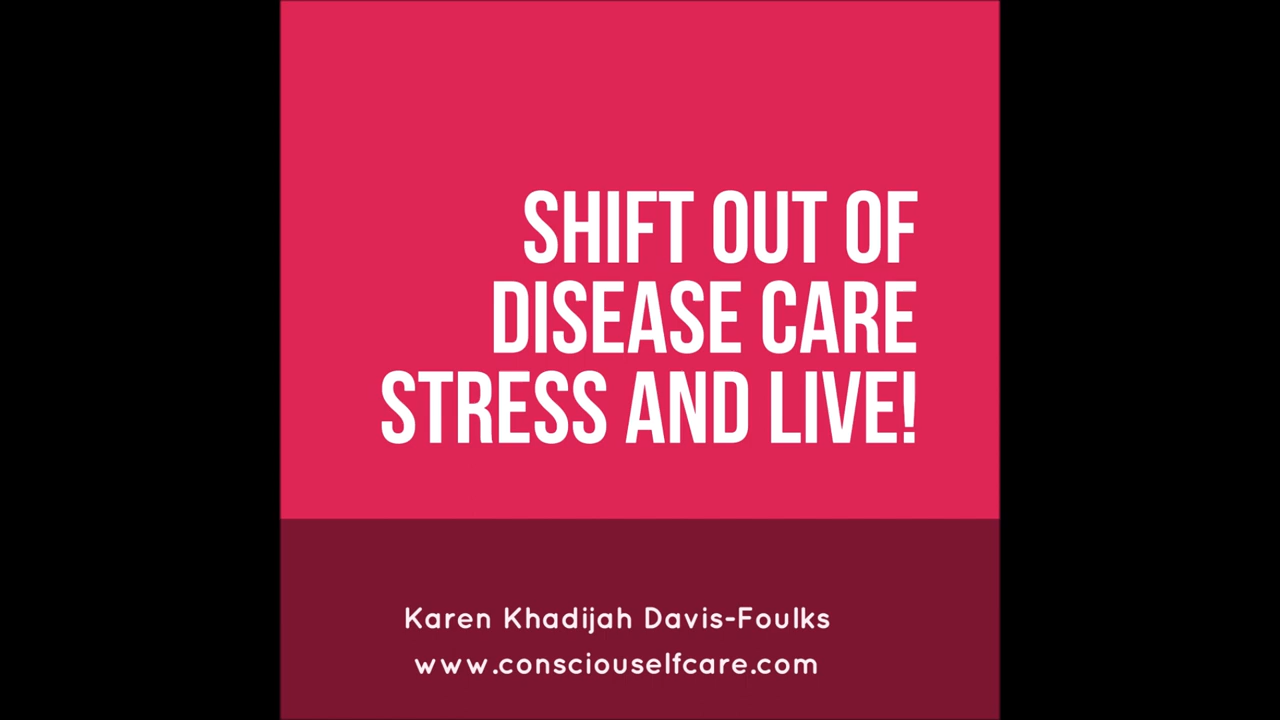 SHIFT OUT OF
DISEASE CARE
STRESS AND LIVE!
Karen Khadijah Davis-Foulks
www.consciouselfcare.com